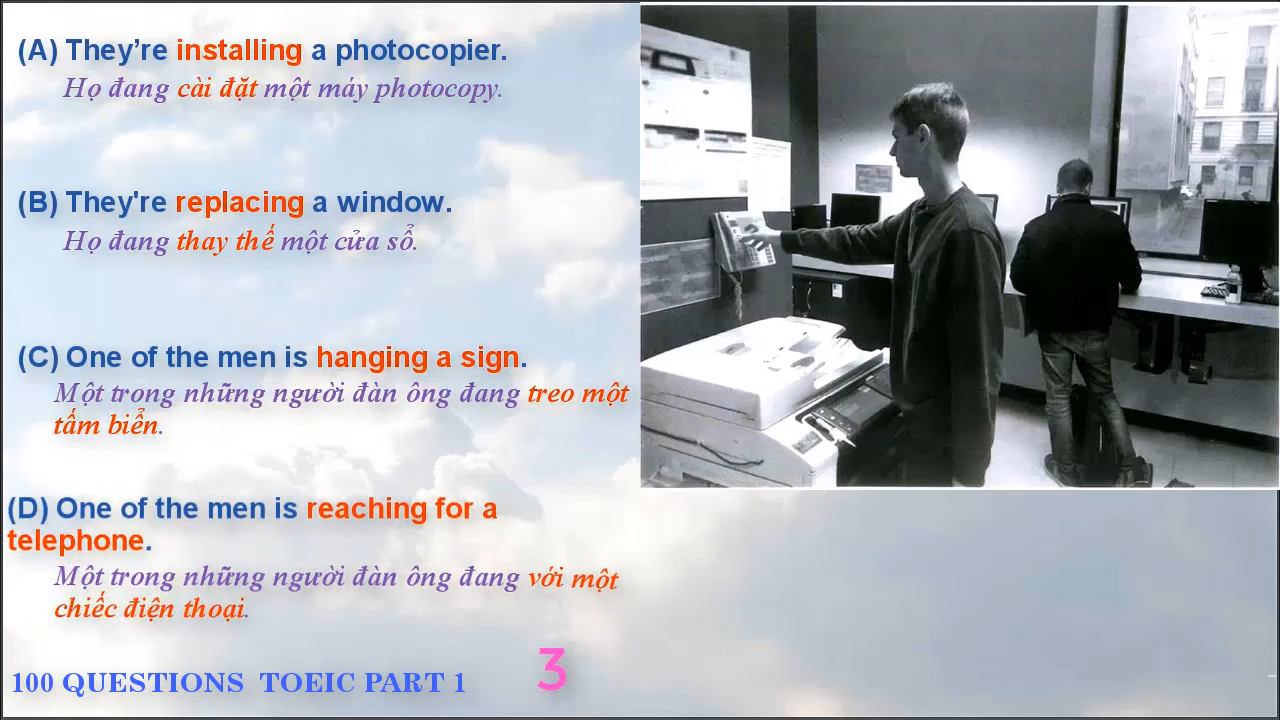 (A) They’re installing a photocopier.
Họ đang cài đặt một máy photocopy.
(B) They're replacing a window.
Họ đang thay thế một cửa sổ.
(C) One of the men is hanging a sign.
Một trong những người đàn ông đang treo một
tấm biển.
(D) One of the men is reaching for a
telephone.
Một trong những người đàn ông đang với một
chiếc điện thoại.
100 QUESTIONS TOEIC PART 1
3